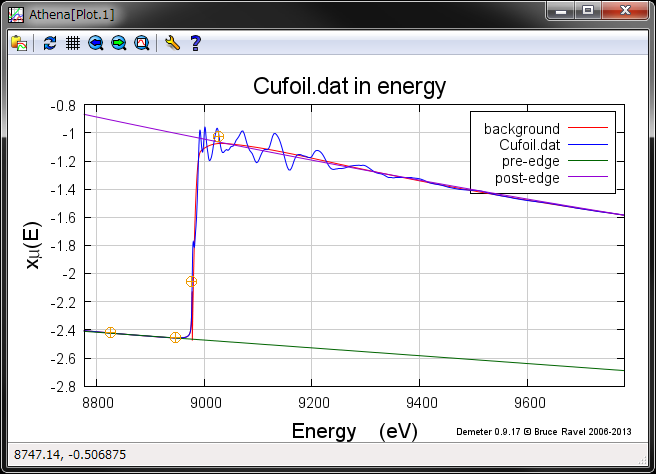 Athena[Plot.1]
Cufoil.dat in energy
background
Cufoil.dat
pre-edge
post-edge
-0.8
-1
-1.2
-1.4
-1.6
-1.8
-2
-2.2
-2.4
-2.6
-2.8
xμ(E)
8800
9000
9200
9400
9600
Energy (eV)
Demeter 0.9.17 © Bruce Ravel 2006-2013
8747.14, -0.506875